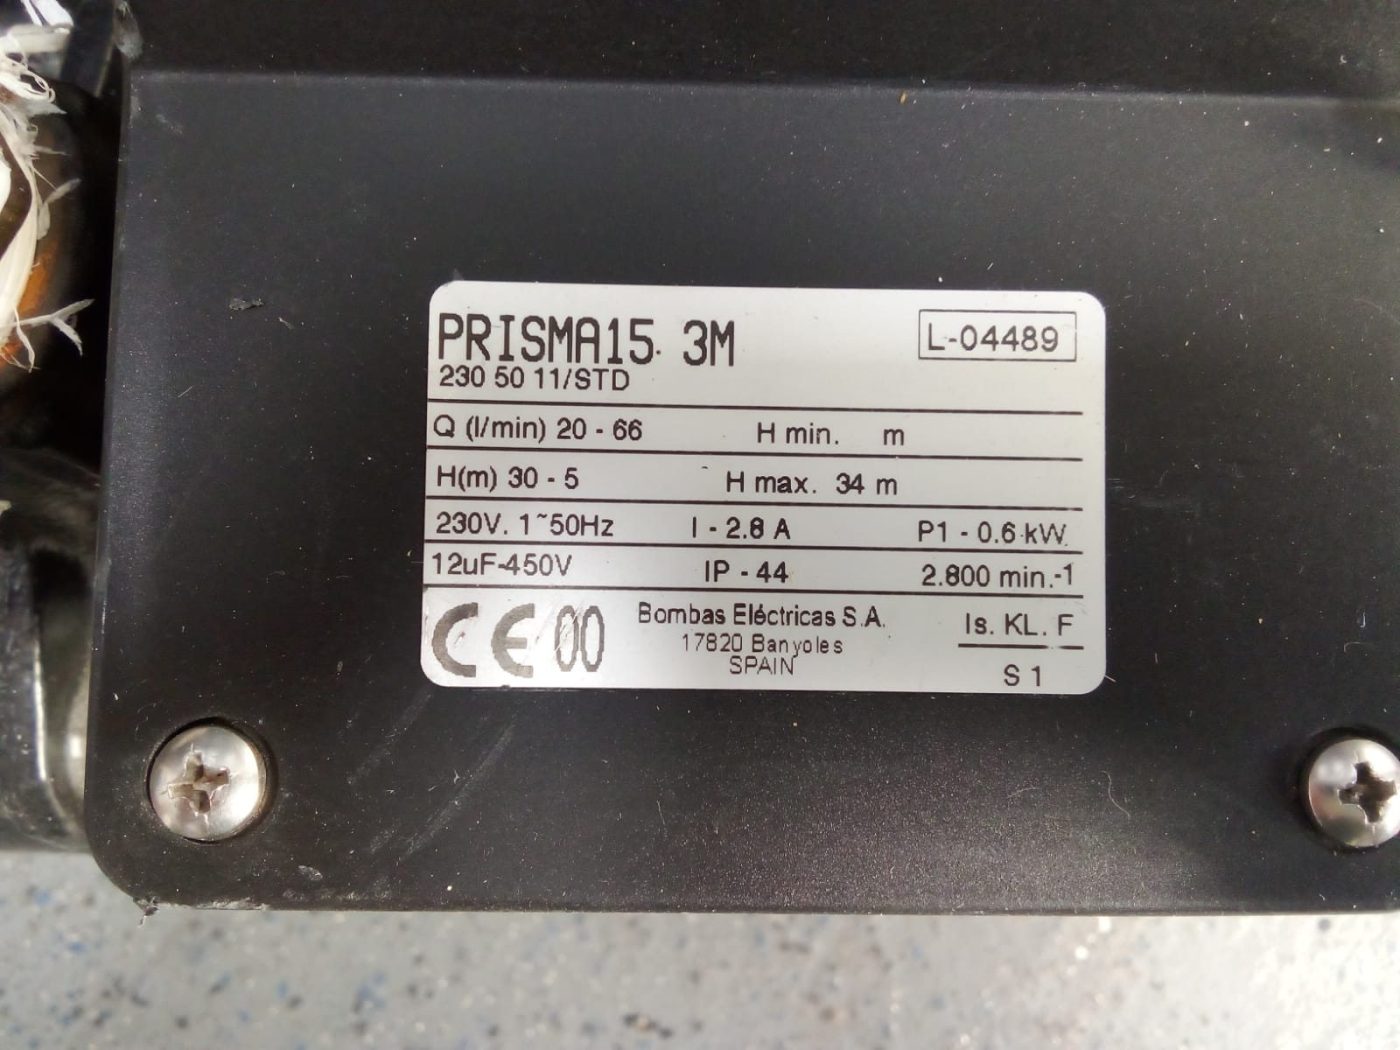 PRISMA15. 3M
L-04489
230 50 11/STD
Q (l/min) 20 - 66 H min. m
H(m) 30 - 5 H max. 34 m
230V. 1~50Hz I - 2.8 A P1 - 0.6 kW.
12uF-450V IP - 44 2.800 min.-1
CE 00 Bombas Eléctricas S.A. Is. KL. F
17820 Banyoles
SPAIN S 1